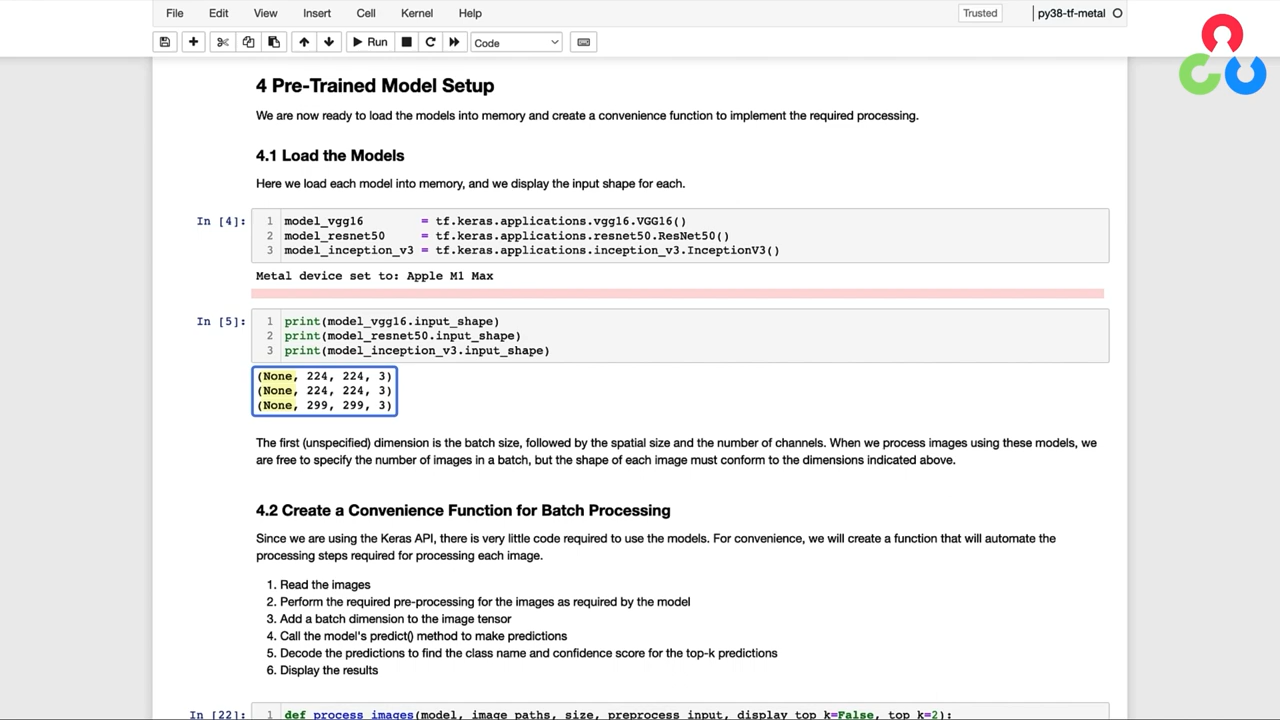 File Edit View Insert Cell Kernel Help Trusted py38-tf-metal
Run Code
4 Pre-Trained Model Setup
We are now ready to load the models into memory and create a convenience function to implement the required processing.
4.1 Load the Models
Here we load each model into memory, and we display the input shape for each.
In [4]: 1 model_vgg16 = tf.keras.applications.vgg16.VGG16()
2 model_resnet50 = tf.keras.applications.resnet50.ResNet50()
3 model_inception_v3 = tf.keras.applications.inception_v3.InceptionV3()
Metal device set to: Apple M1 Max
In [5]: 1 print(model_vgg16.input_shape)
2 print(model_resnet50.input_shape)
3 print(model_inception_v3.input_shape)
(None, 224, 224, 3)
(None, 224, 224, 3)
(None, 299, 299, 3)
The first (unspecified) dimension is the batch size, followed by the spatial size and the number of channels. When we process images using these models, we
are free to specify the number of images in a batch, but the shape of each image must conform to the dimensions indicated above.
4.2 Create a Convenience Function for Batch Processing
Since we are using the Keras API, there is very little code required to use the models. For convenience, we will create a function that will automate the
processing steps required for processing each image.
1. Read the images
2. Perform the required pre-processing for the images as required by the model
3. Add a batch dimension to the image tensor
4. Call the model's predict() method to make predictions
5. Decode the predictions to find the class name and confidence score for the top-k predictions
6. Display the results
In [22]: 1 def process_images(model, image_paths, size, preprocess_input, display_top_k=False, top_k=2):